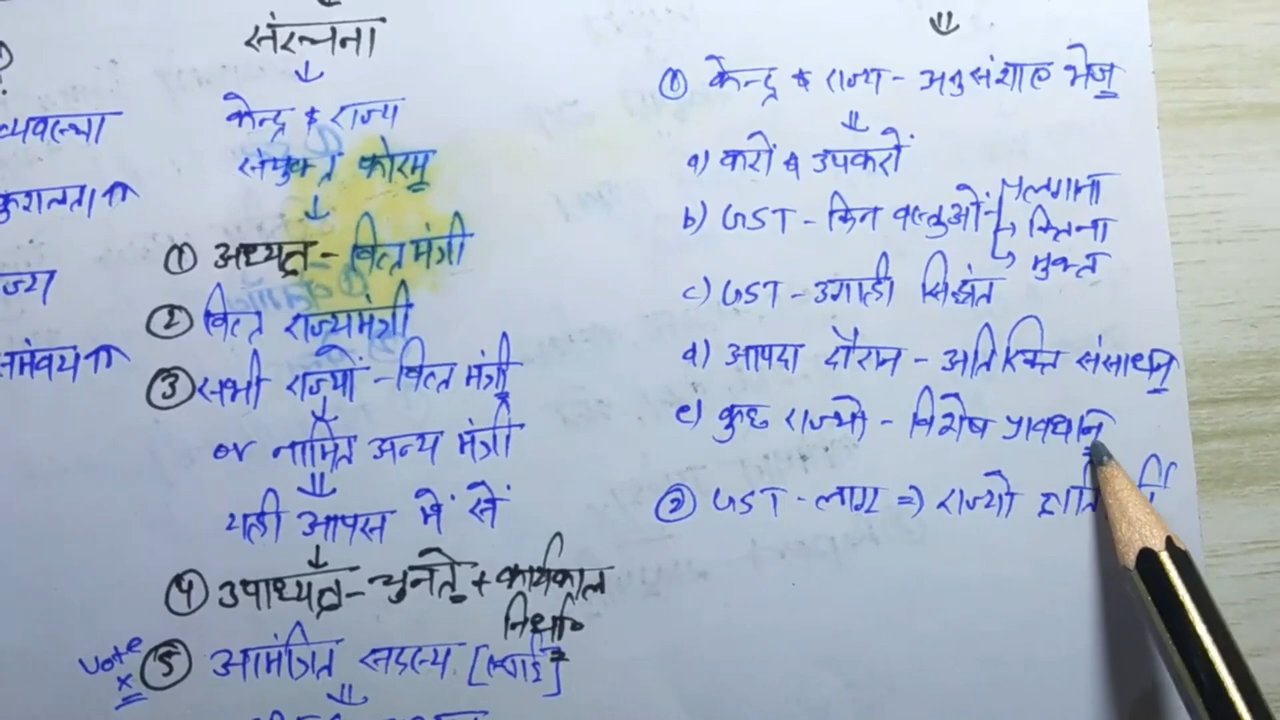 ?
व्यवस्था
कुशलता
ज्य
समंवय
संरचना
केन्द्र & राज्य
संयुक्त फोरम
① अध्यक्ष - वित्त मंत्री
② वित्त राज्यमंत्री
③ सभी राज्यों - वित्त मंत्री
or नामित अन्य मंत्री
यही आपस में से
④ उपाध्यक्ष - चुनते + कार्यकाल
निर्धा०
Vote
x
⑤ आमंत्रित सदस्य [स्थाई]
① केन्द्र & राज्य - अनुसंशाए भेजू
a) करों & उपकरों
b) GST - किन वस्तुओं
लगाना
कितना
मुक्त
c) GST - उगाही सिद्धांत
d) आपदा दौरान - अतिरिक्त संसाधन
e) कुछ राज्यो - विशेष प्रावधान
② GST - लागू ⇒ राज्यो